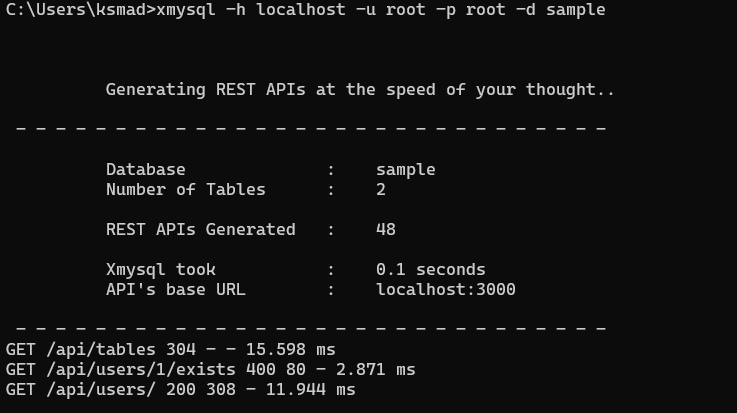 C:\Users\ksmad>xmysql -h localhost -u root -p root -d sample
Generating REST APIs at the speed of your thought..
- - - - - - - - - - - - - - - - - - - - - - - - - - - - - -
Database : sample
Number of Tables : 2
REST APIs Generated : 48
Xmysql took : 0.1 seconds
API's base URL : localhost:3000
- - - - - - - - - - - - - - - - - - - - - - - - - - - - - -
GET /api/tables 304 - - 15.598 ms
GET /api/users/1/exists 400 80 - 2.871 ms
GET /api/users/ 200 308 - 11.944 ms